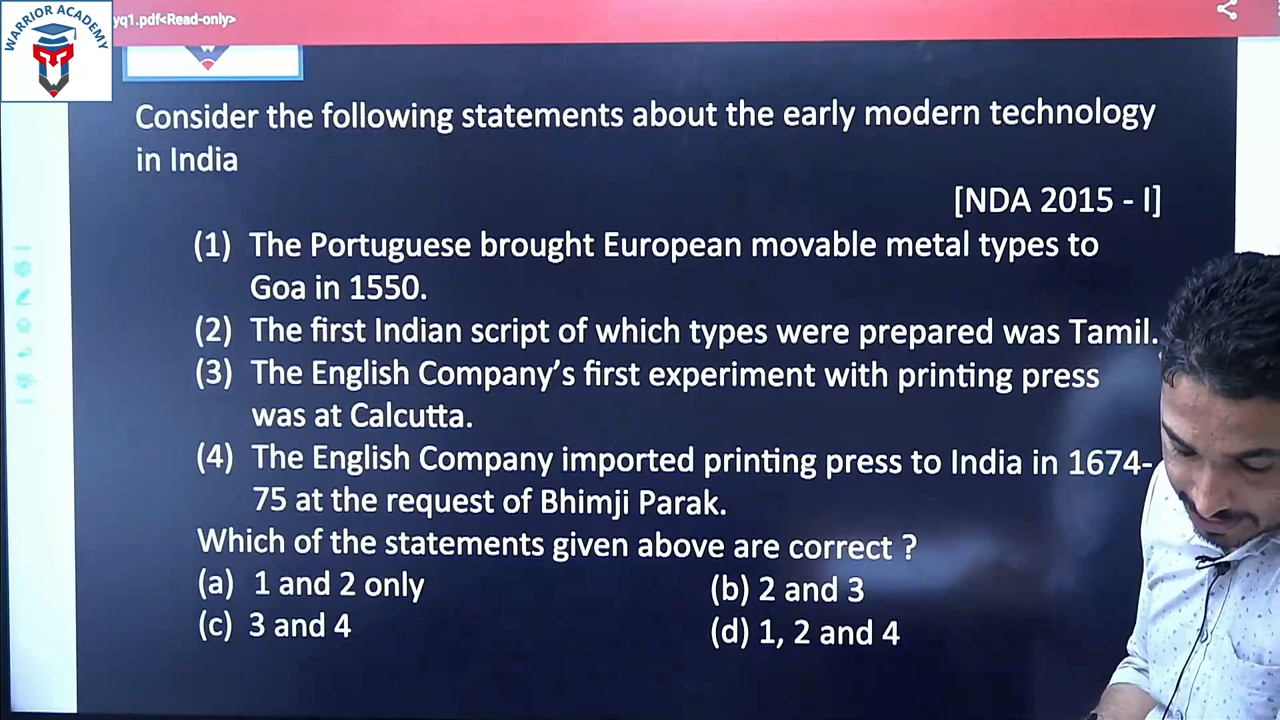 WARRIOR ACADEMY
yq1.pdf<Read-only>
Consider the following statements about the early modern technology
in India
[NDA 2015 - I]
(1) The Portuguese brought European movable metal types to
Goa in 1550.
(2) The first Indian script of which types were prepared was Tamil.
(3) The English Company’s first experiment with printing press
was at Calcutta.
(4) The English Company imported printing press to India in 1674-
75 at the request of Bhimji Parak.
Which of the statements given above are correct ?
(a) 1 and 2 only
(b) 2 and 3
(c) 3 and 4
(d) 1, 2 and 4